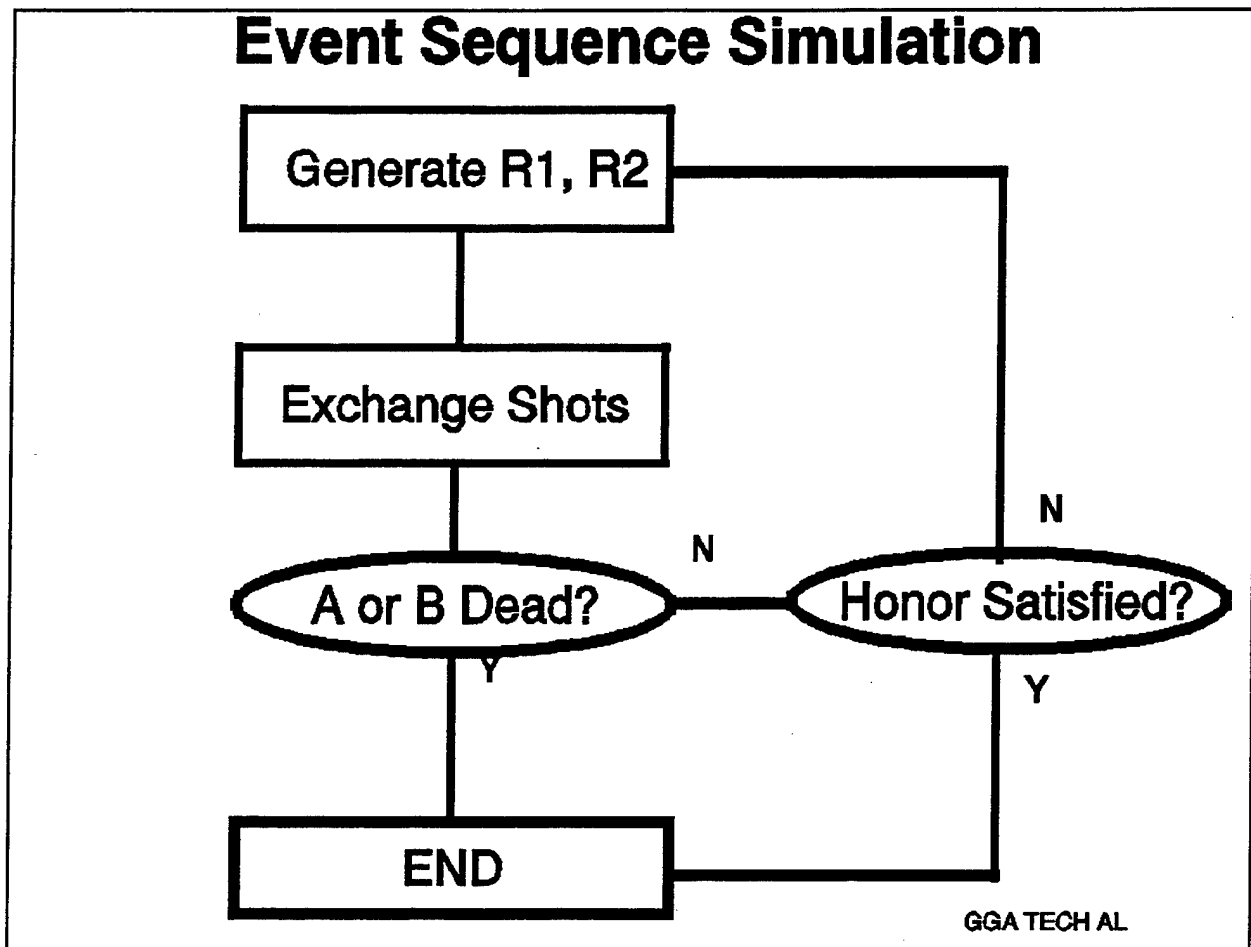 Event Sequence Simulation
Generate R1, R2
Exchange Shots
N
N
A or B Dead?
Honor Satisfied?
Y
Y
END
GGA TECH AL